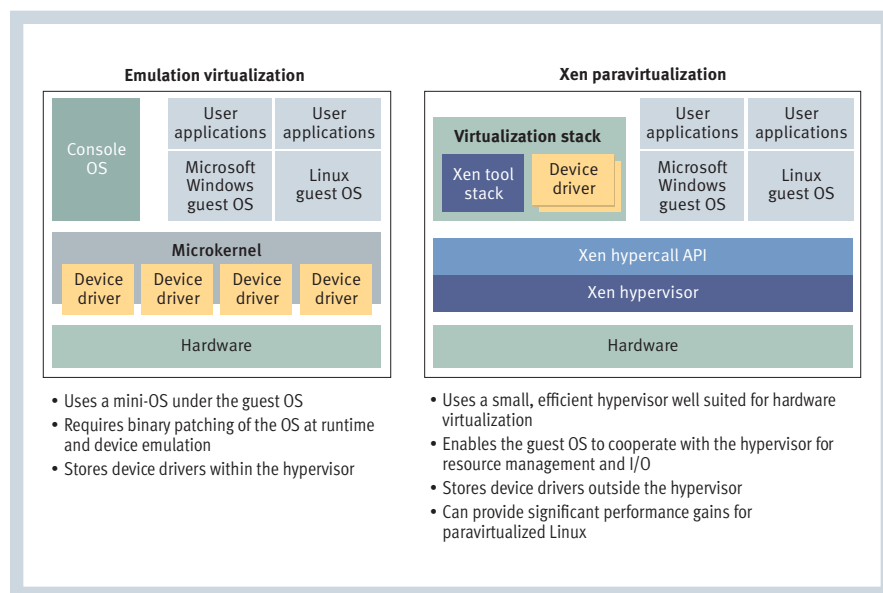 Emulation virtualization
Console
OS
User
applications
User
applications
Microsoft
Windows
guest OS
Linux
guest OS
Microkernel
Device
driver
Device
driver
Device
driver
Device
driver
Hardware
• Uses a mini-OS under the guest OS
• Requires binary patching of the OS at runtime
and device emulation
• Stores device drivers within the hypervisor
Xen paravirtualization
Virtualization stack
Xen tool
stack
Device
driver
User
applications
User
applications
Microsoft
Windows
guest OS
Linux
guest OS
Xen hypercall API
Xen hypervisor
Hardware
• Uses a small, efficient hypervisor well suited for hardware
virtualization
• Enables the guest OS to cooperate with the hypervisor for
resource management and I/O
• Stores device drivers outside the hypervisor
• Can provide significant performance gains for
paravirtualized Linux